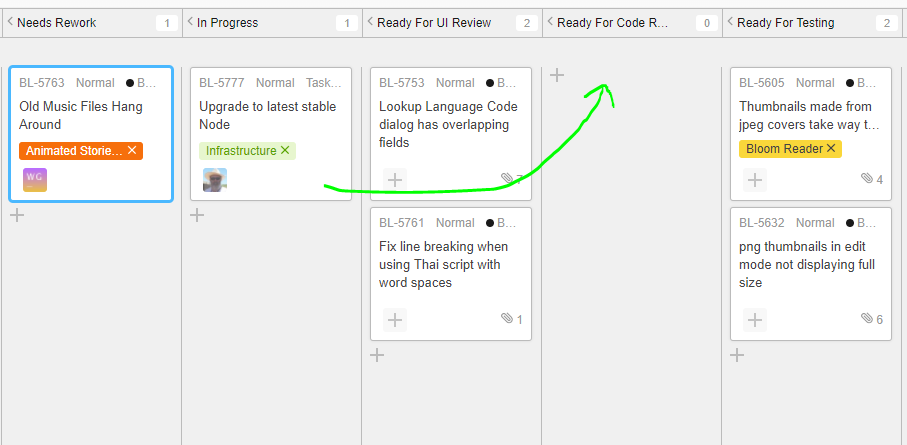 Needs Rework 1
In Progress 1
Ready For UI Review 2
Ready For Code R... 0
Ready For Testing 2
BL-5763 Normal B...
Old Music Files Hang
Around
Animated Storie...
WG
BL-5777 Normal Task...
Upgrade to latest stable
Node
Infrastructure
BL-5753 Normal B...
Lookup Language Code
dialog has overlapping
fields
7
BL-5761 Normal B...
Fix line breaking when
using Thai script with
word spaces
1
BL-5605 Normal B...
Thumbnails made from
jpeg covers take way t...
Bloom Reader
4
BL-5632 Normal B...
png thumbnails in edit
mode not displaying full
size
6